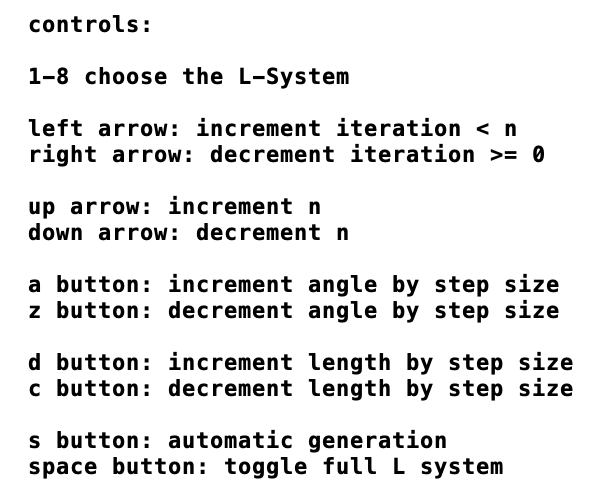 controls:
1-8 choose the L-System
left arrow: increment iteration < n
right arrow: decrement iteration >= 0
up arrow: increment n
down arrow: decrement n
a button: increment angle by step size
z button: decrement angle by step size
d button: increment length by step size
c button: decrement length by step size
s button: automatic generation
space button: toggle full L system